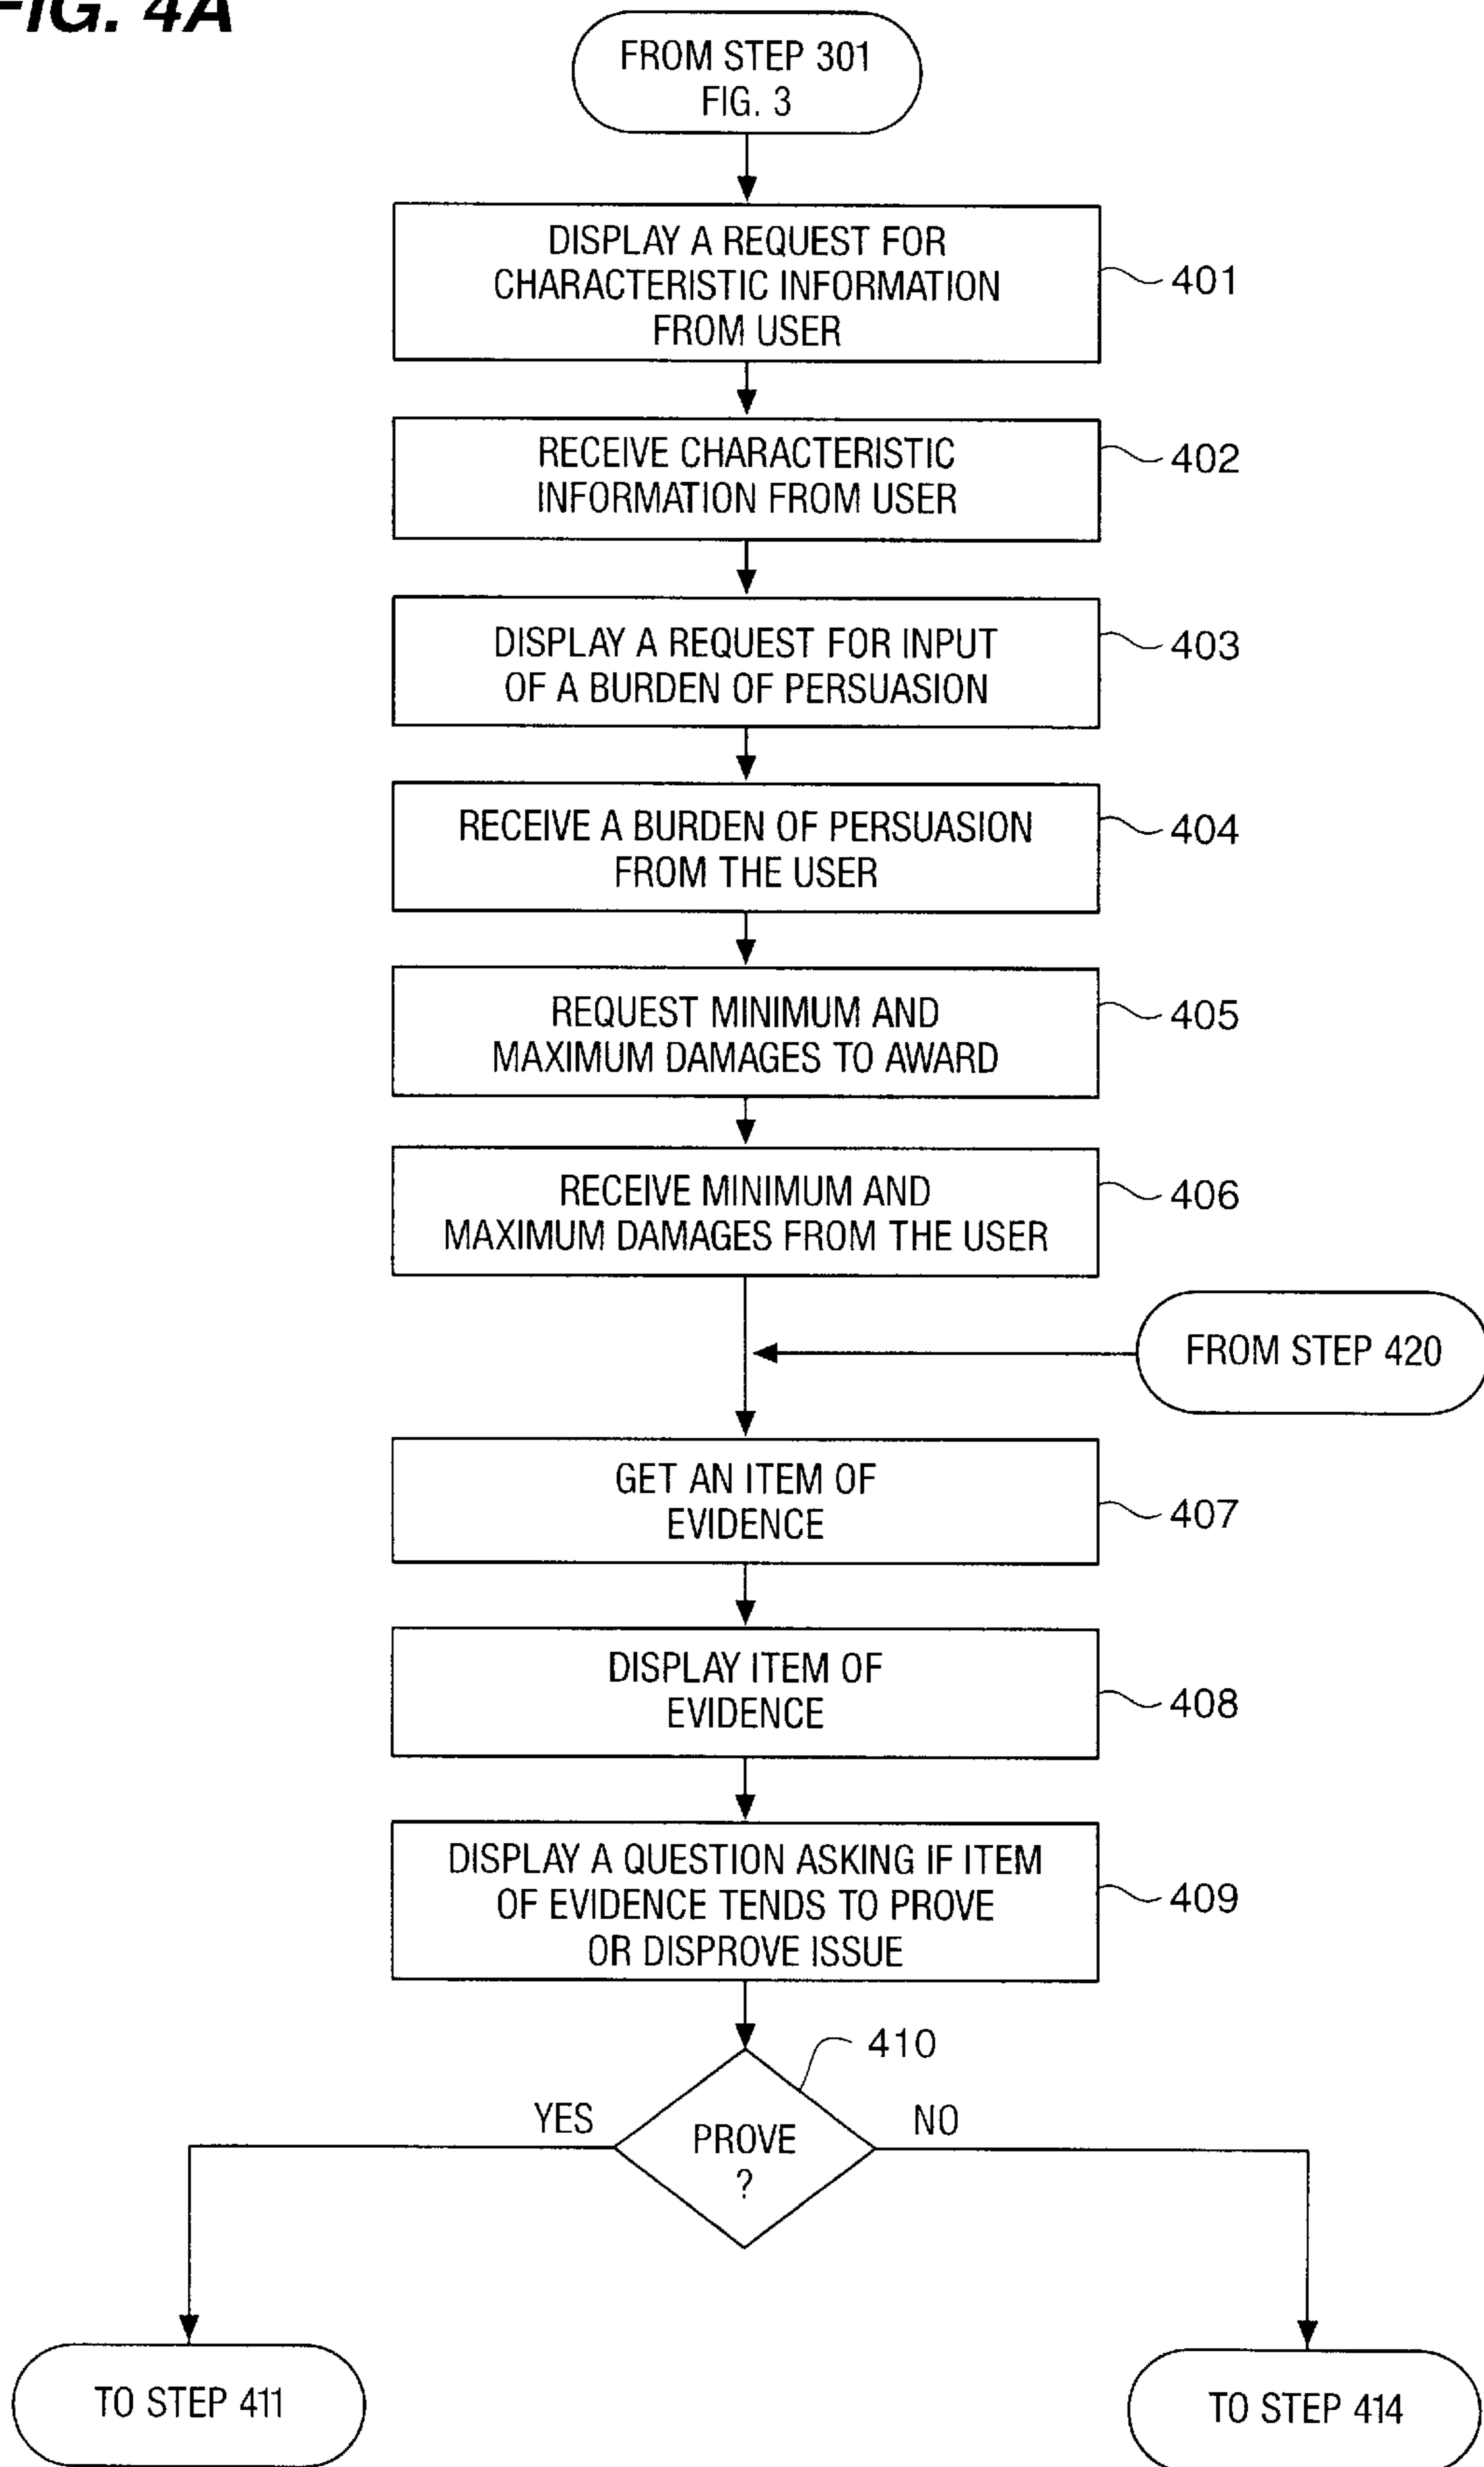 FIG. 4A
FROM STEP 301
FIG. 3
DISPLAY A REQUEST FOR
CHARACTERISTIC INFORMATION
FROM USER
401
RECEIVE CHARACTERISTIC
INFORMATION FROM USER
402
DISPLAY A REQUEST FOR INPUT
OF A BURDEN OF PERSUASION
403
RECEIVE A BURDEN OF PERSUASION
FROM THE USER
404
REQUEST MINIMUM AND
MAXIMUM DAMAGES TO AWARD
405
RECEIVE MINIMUM AND
MAXIMUM DAMAGES FROM THE USER
406
FROM STEP 420
GET AN ITEM OF
EVIDENCE
407
DISPLAY ITEM OF
EVIDENCE
408
DISPLAY A QUESTION ASKING IF ITEM
OF EVIDENCE TENDS TO PROVE
OR DISPROVE ISSUE
409
410
YES
PROVE
?
NO
TO STEP 411
TO STEP 414